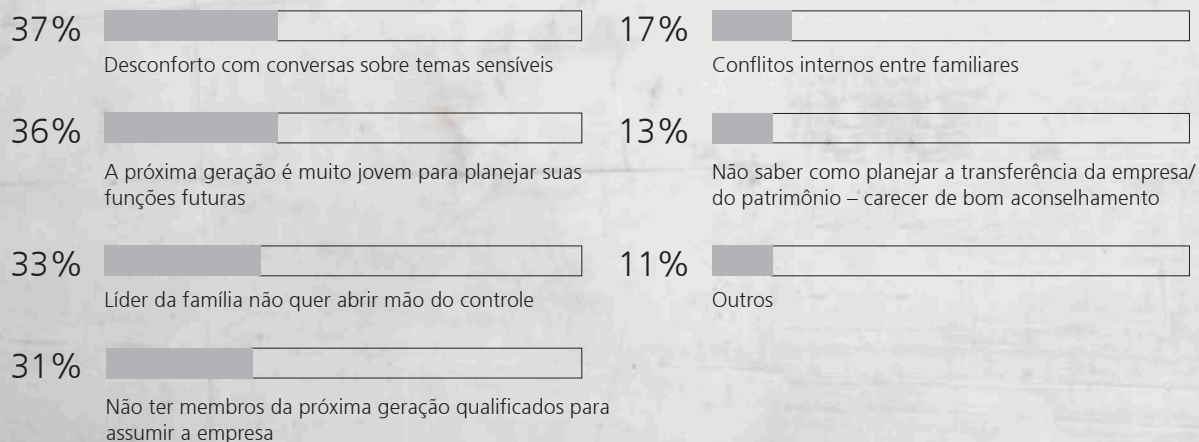 37%
Desconforto com conversas sobre temas sensíveis
36%
A próxima geração é muito jovem para planejar suas
funções futuras
33%
Líder da família não quer abrir mão do controle
31%
Não ter membros da próxima geração qualificados para
assumir a empresa
17%
Conflitos internos entre familiares
13%
Não saber como planejar a transferência da empresa/
do patrimônio – carecer de bom aconselhamento
11%
Outros